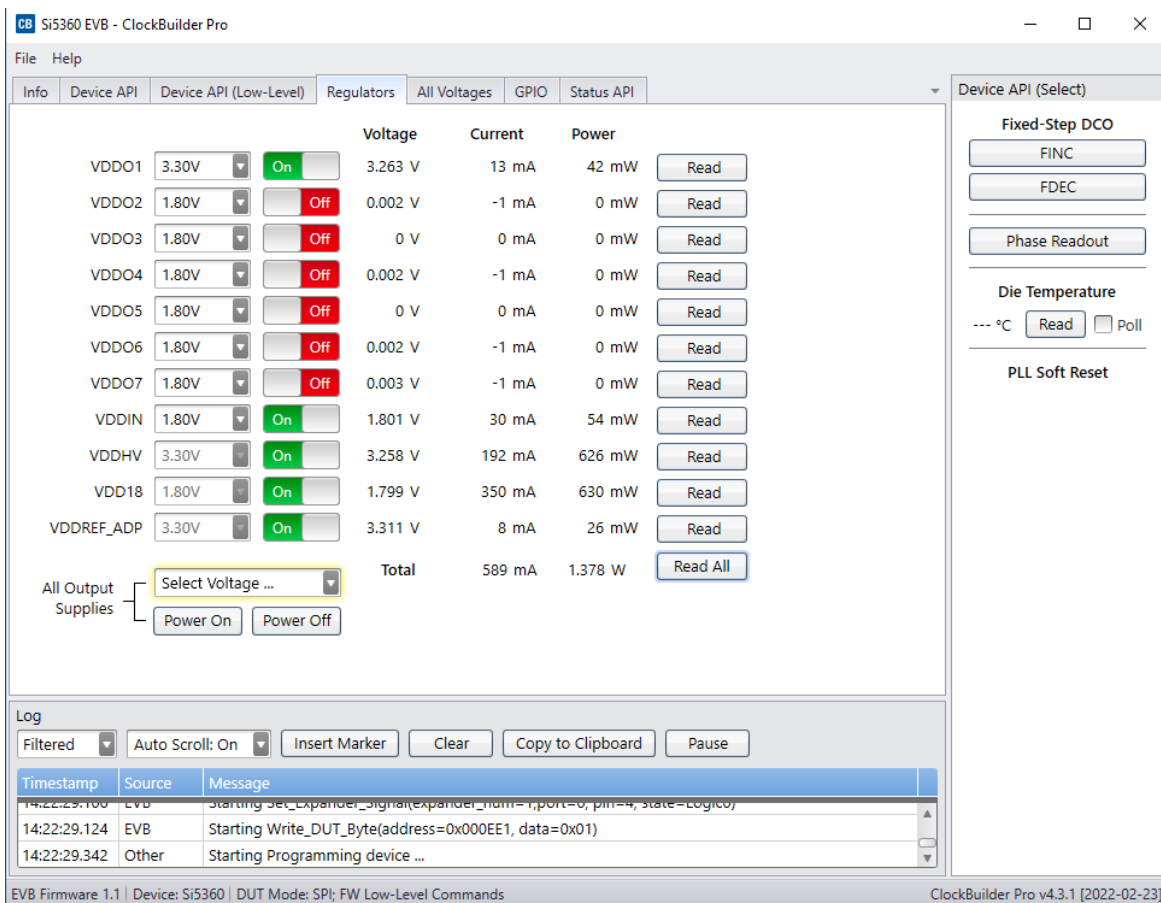 CB Si5360 EVB - ClockBuilder Pro
File Help
Info Device API Device API (Low-Level) Regulators All Voltages GPIO Status API
Device API (Select)
Voltage Current Power
VDDO1 3.30V On 3.263 V 13 mA 42 mW Read
VDDO2 1.80V Off 0.002 V -1 mA 0 mW Read
VDDO3 1.80V Off 0 V 0 mA 0 mW Read
VDDO4 1.80V Off 0.002 V -1 mA 0 mW Read
VDDO5 1.80V Off 0 V 0 mA 0 mW Read
VDDO6 1.80V Off 0.002 V -1 mA 0 mW Read
VDDO7 1.80V Off 0.003 V -1 mA 0 mW Read
VDDIN 1.80V On 1.801 V 30 mA 54 mW Read
VDDHV 3.30V On 3.258 V 192 mA 626 mW Read
VDD18 1.80V On 1.799 V 350 mA 630 mW Read
VDDREF_ADP 3.30V On 3.311 V 8 mA 26 mW Read
Total 589 mA 1.378 W Read All
All Output Supplies
Select Voltage ...
Power On Power Off
Fixed-Step DCO
FINC
FDEC
Phase Readout
Die Temperature
--- °C Read Poll
PLL Soft Reset
Log
Filtered Auto Scroll: On Insert Marker Clear Copy to Clipboard Pause
Timestamp Source Message
EVB Starting Set_Expander_Signal(expander_num=1,port=0, pin=4, state=Logic0)
14:22:29.124 EVB Starting Write_DUT_Byte(address=0x000EE1, data=0x01)
14:22:29.342 Other Starting Programming device ...
EVB Firmware 1.1 | Device: Si5360 | DUT Mode: SPI; FW Low-Level Commands
ClockBuilder Pro v4.3.1 [2022-02-23]